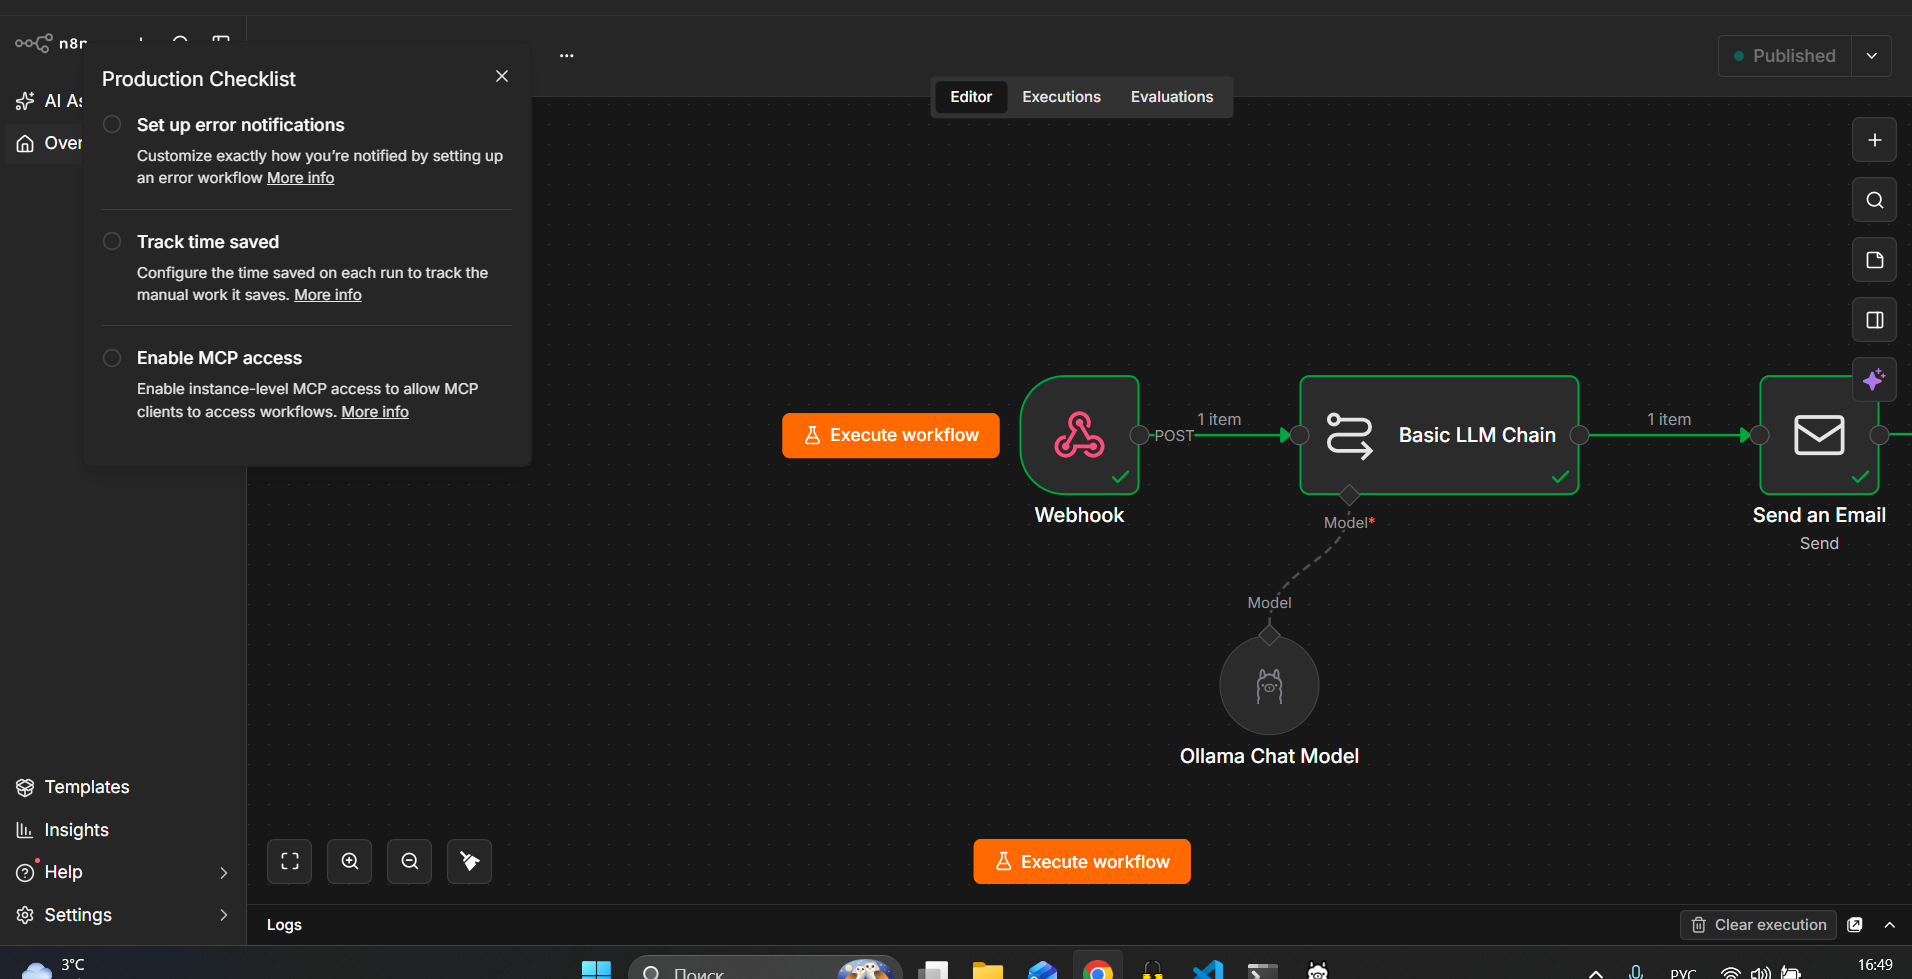 n8n
Production Checklist
Set up error notifications
Customize exactly how you’re notified by setting up
an error workflow More info
Track time saved
Configure the time saved on each run to track the
manual work it saves. More info
Enable MCP access
Enable instance-level MCP access to allow MCP
clients to access workflows. More info
AI As
Over
Templates
Insights
Help
Settings
...
Published
Editor Executions Evaluations
Execute workflow
POST
1 item
Basic LLM Chain
1 item
Webhook
Model*
Send an Email
Send
Model
Ollama Chat Model
Execute workflow
Logs
Clear execution
3°C
Поиск
РУС
16:49